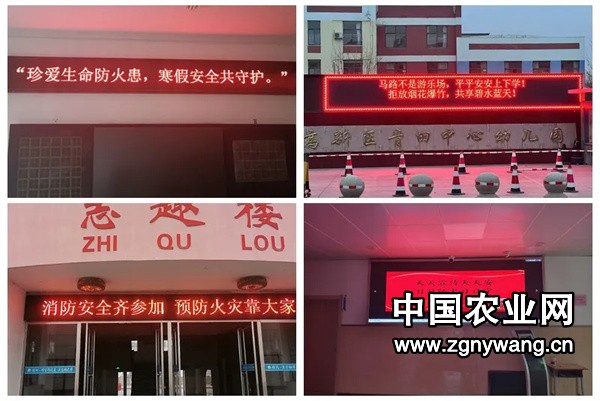 “珍爱生命防火患，寒假安全共守护。”
马路不是游乐场，平平安安上下学！
拒放烟花爆竹，共享碧水蓝天！
高新区青田中心幼儿园
志趣楼
ZHI QU LOU
消防安全齐参加 预防火灾靠大家
中国农业网
www.zgnywang.cn